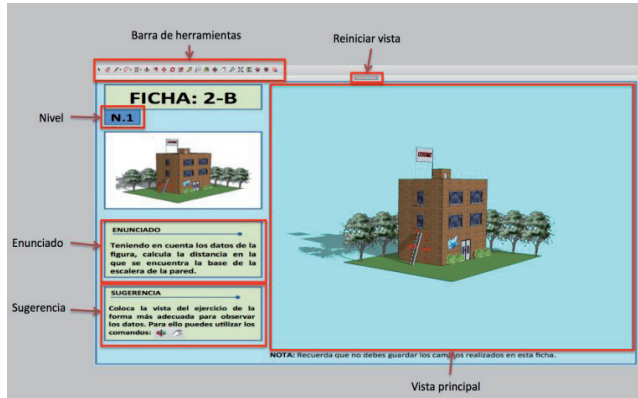 Barra de herramientas
Reiniciar vista
FICHA: 2-B
Nivel
N.1
Enunciado
ENUNCIADO
Teniendo en cuenta los datos de la
figura, calcula la distancia en la
que se encuentra la base de la
escalera de la pared.
Sugerencia
SUGERENCIA
Coloca la vista del ejercicio de la
forma más adecuada para observar
los datos. Para ello puedes utilizar los
comandos:
NOTA: Recuerda que no debes guardar los cambios realizados en esta ficha.
Vista principal